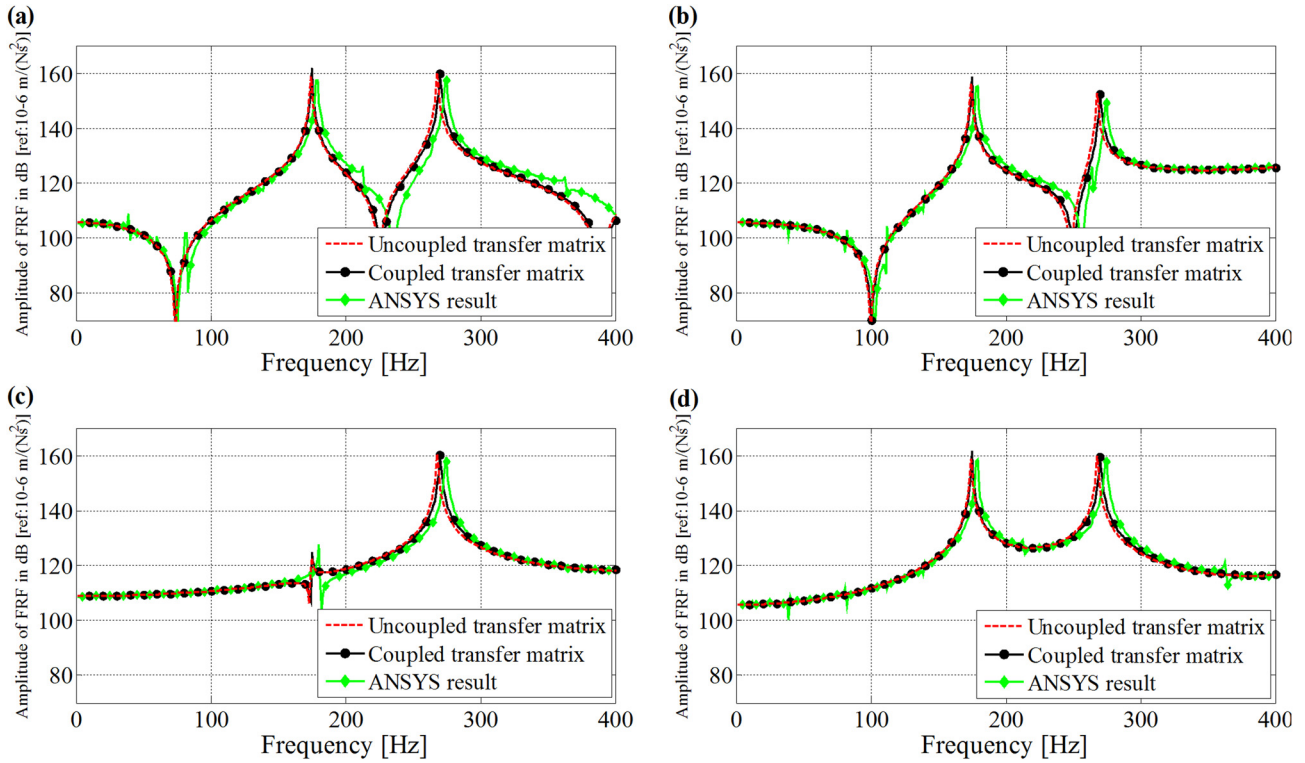 (a)
Amplitude of FRF in dB [ref:10-6 m/(Ns²)]
160
140
120
100
80
0 100 200 300 400
Frequency [Hz]
Uncoupled transfer matrix
Coupled transfer matrix
ANSYS result
(b)
Amplitude of FRF in dB [ref:10-6 m/(Ns²)]
160
140
120
100
80
0 100 200 300 400
Frequency [Hz]
Uncoupled transfer matrix
Coupled transfer matrix
ANSYS result
(c)
Amplitude of FRF in dB [ref:10-6 m/(Ns²)]
160
140
120
100
80
0 100 200 300 400
Frequency [Hz]
Uncoupled transfer matrix
Coupled transfer matrix
ANSYS result
(d)
Amplitude of FRF in dB [ref:10-6 m/(Ns²)]
160
140
120
100
80
0 100 200 300 400
Frequency [Hz]
Uncoupled transfer matrix
Coupled transfer matrix
ANSYS result